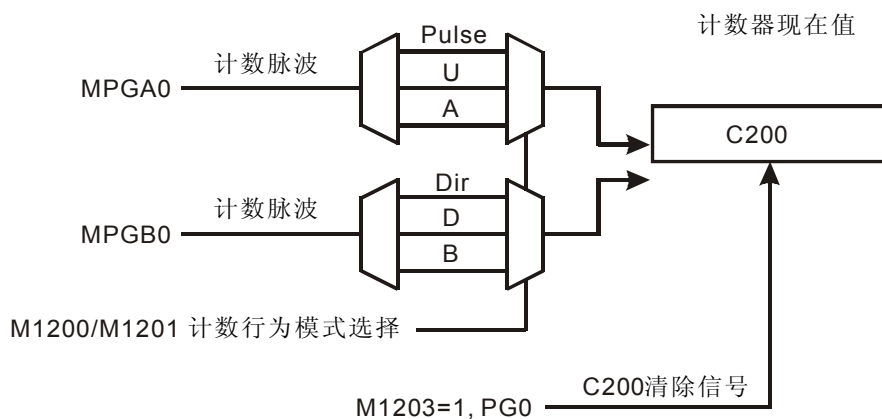 计数器现在值
Pulse
计数脉波
U
MPGA0
A
C200
Dir
计数脉波
D
MPGB0
B
M1200/M1201 计数行为模式选择
C200清除信号
M1203=1, PG0